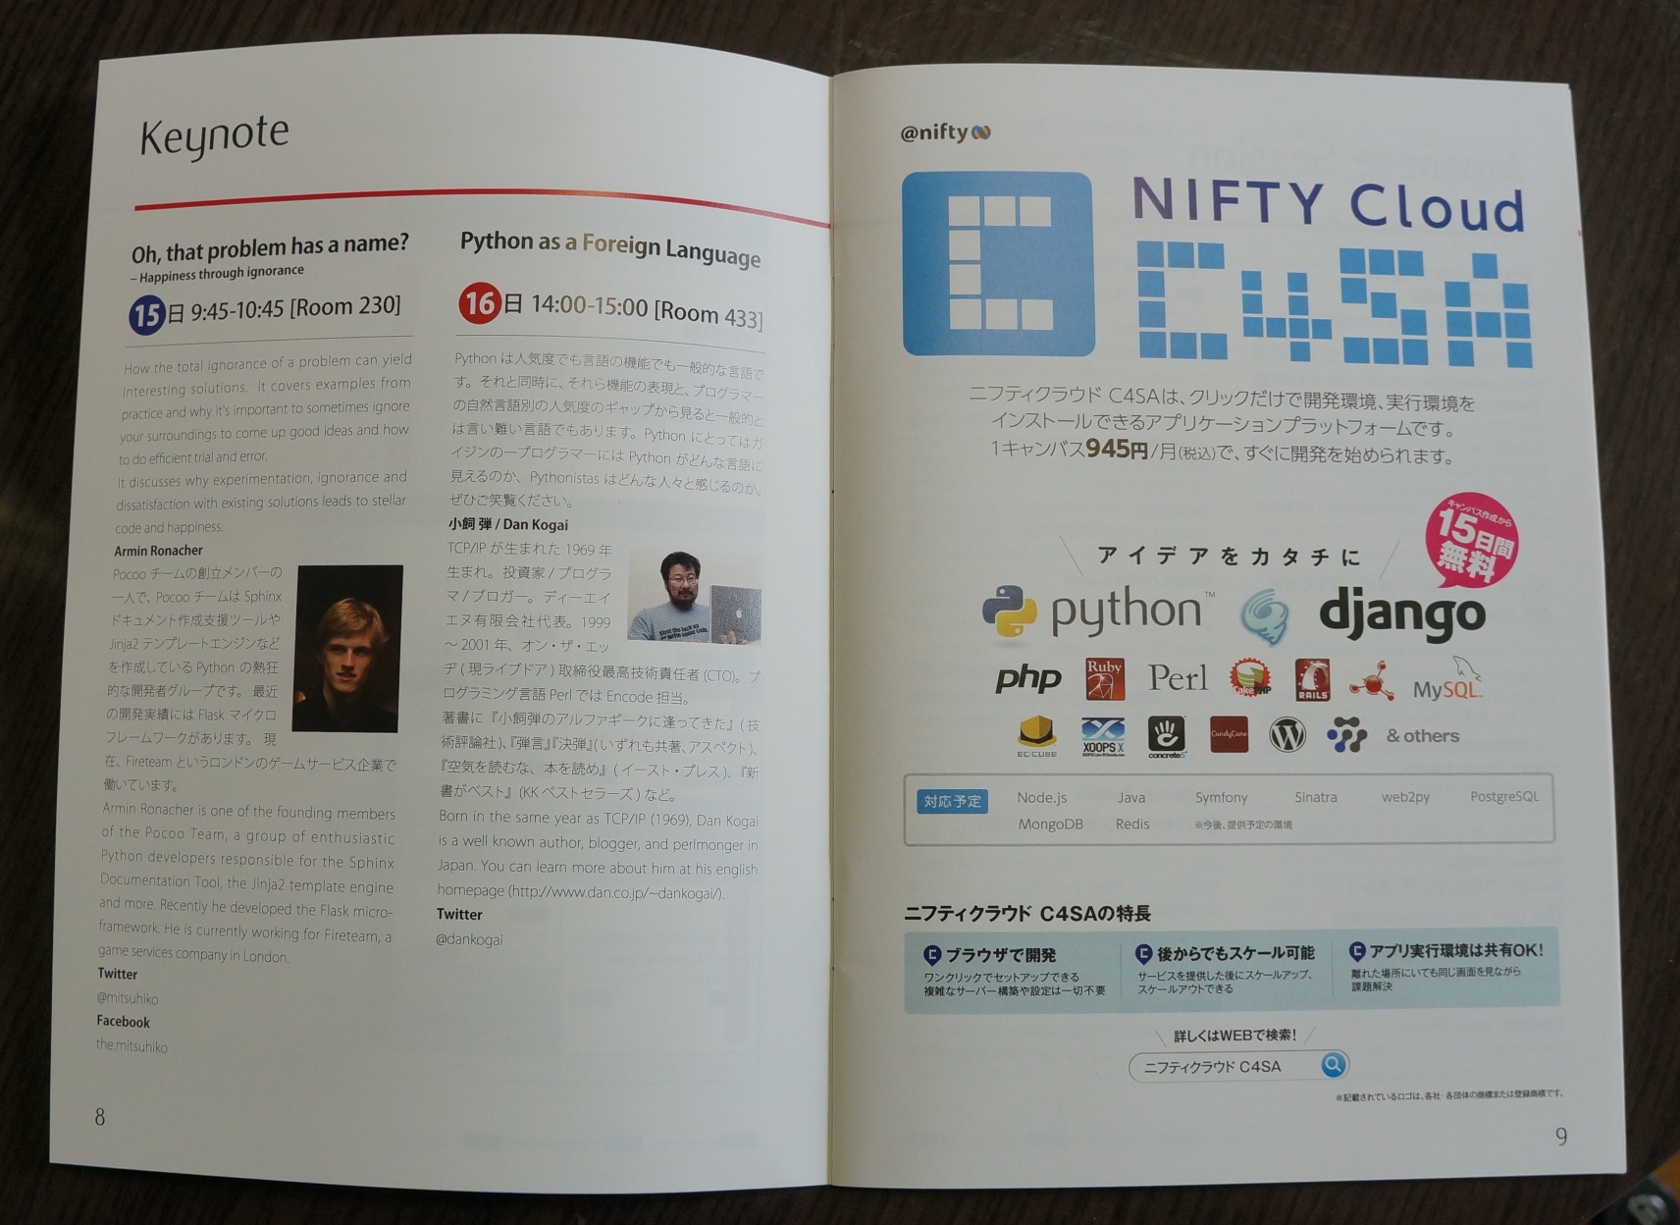 Keynote
Oh, that problem has a name?
– Happiness through ignorance
15日 9:45-10:45 [Room 230]
How the total ignorance of a problem can yield
interesting solutions. It covers examples from
practice and why it's important to sometimes ignore
your surroundings to come up good ideas and how
to do efficient trial and error.
It discusses why experimentation, ignorance and
dissatisfaction with existing solutions leads to stellar
code and happiness.
Armin Ronacher
Pocoo チームの創立メンバーの
一人で、Pocoo チームは Sphinx
ドキュメント作成支援ツールや
Jinja2 テンプレートエンジンなど
を作成している Python の熱狂
的な開発者グループです。 最近
の開発実績には Flask マイクロ
フレームワークがあります。 現
在、Fireteam というロンドンのゲームサービス企業で
働いています。
Armin Ronacher is one of the founding members
of the Pocoo Team, a group of enthusiastic
Python developers responsible for the Sphinx
Documentation Tool, the Jinja2 template engine
and more. Recently he developed the Flask micro-
framework. He is currently working for Fireteam, a
game services company in London.
Twitter
@mitsuhiko
Facebook
the.mitsuhiko
8
Python as a Foreign Language
16日 14:00-15:00 [Room 433]
Python は人気度でも言語の機能でも一般的な言語で
す。それと同時に、それら機能の表現と、プログラマー
の自然言語別の人気度のギャップから見ると一般的と
は言い難い言語でもあります。Python にとってはガ
イジンの一プログラマーには Python がどんな言語に
見えるのか、Pythonistas はどんな人々と感じるのか。
ぜひご笑覧ください。
小飼 弾 / Dan Kogai
TCP/IP が生まれた 1969 年
生まれ。投資家 / プログラ
マ / ブロガー。ディーエイ
エヌ有限会社代表。1999
～ 2001 年、オン・ザ・エッ
ヂ ( 現ライブドア ) 取締役最高技術責任者 (CTO)。プ
ログラミング言語 Perl では Encode 担当。
著書に『小飼弾のアルファギークに逢ってきた』( 技
術評論社 )、『弾言』『決弾』( いずれも共著、アスペクト )、
『空気を読むな、本を読め』( イースト・プレス )、『新
書がベスト』(KK ベストセラーズ ) など。
Born in the same year as TCP/IP (1969), Dan Kogai
is a well known author, blogger, and perlmonger in
Japan. You can learn more about him at his english
homepage (http://www.dan.co.jp/~dankogai/).
Twitter
@dankogai
@nifty
NIFTY Cloud
C4SA
ニフティクラウド C4SAは、クリックだけで開発環境、実行環境を
インストールできるアプリケーションプラットフォームです。
1キャンバス945円/月(税込)で、すぐに開発を始められます。
キャンバス作成から
15日間
無料
アイデアをカタチに
python™ django
php Ruby Perl CakePHP RAILS MySQL
EC-CUBE XOOPS X concrete5 CandyCane & others
対応予定 Node.js Java Symfony Sinatra web2py PostgreSQL
MongoDB Redis ※今後、提供予定の環境
ニフティクラウド C4SAの特長
ブラウザで開発
ワンクリックでセットアップできる
複雑なサーバー構築や設定は一切不要
後からでもスケール可能
サービスを提供した後にスケールアップ、
スケールアウトできる
アプリ実行環境は共有OK!
離れた場所にいても同じ画面を見ながら
課題解決
詳しくはWEBで検索!
ニフティクラウド C4SA
※記載されているロゴは、各社・各団体の商標または登録商標です。
9